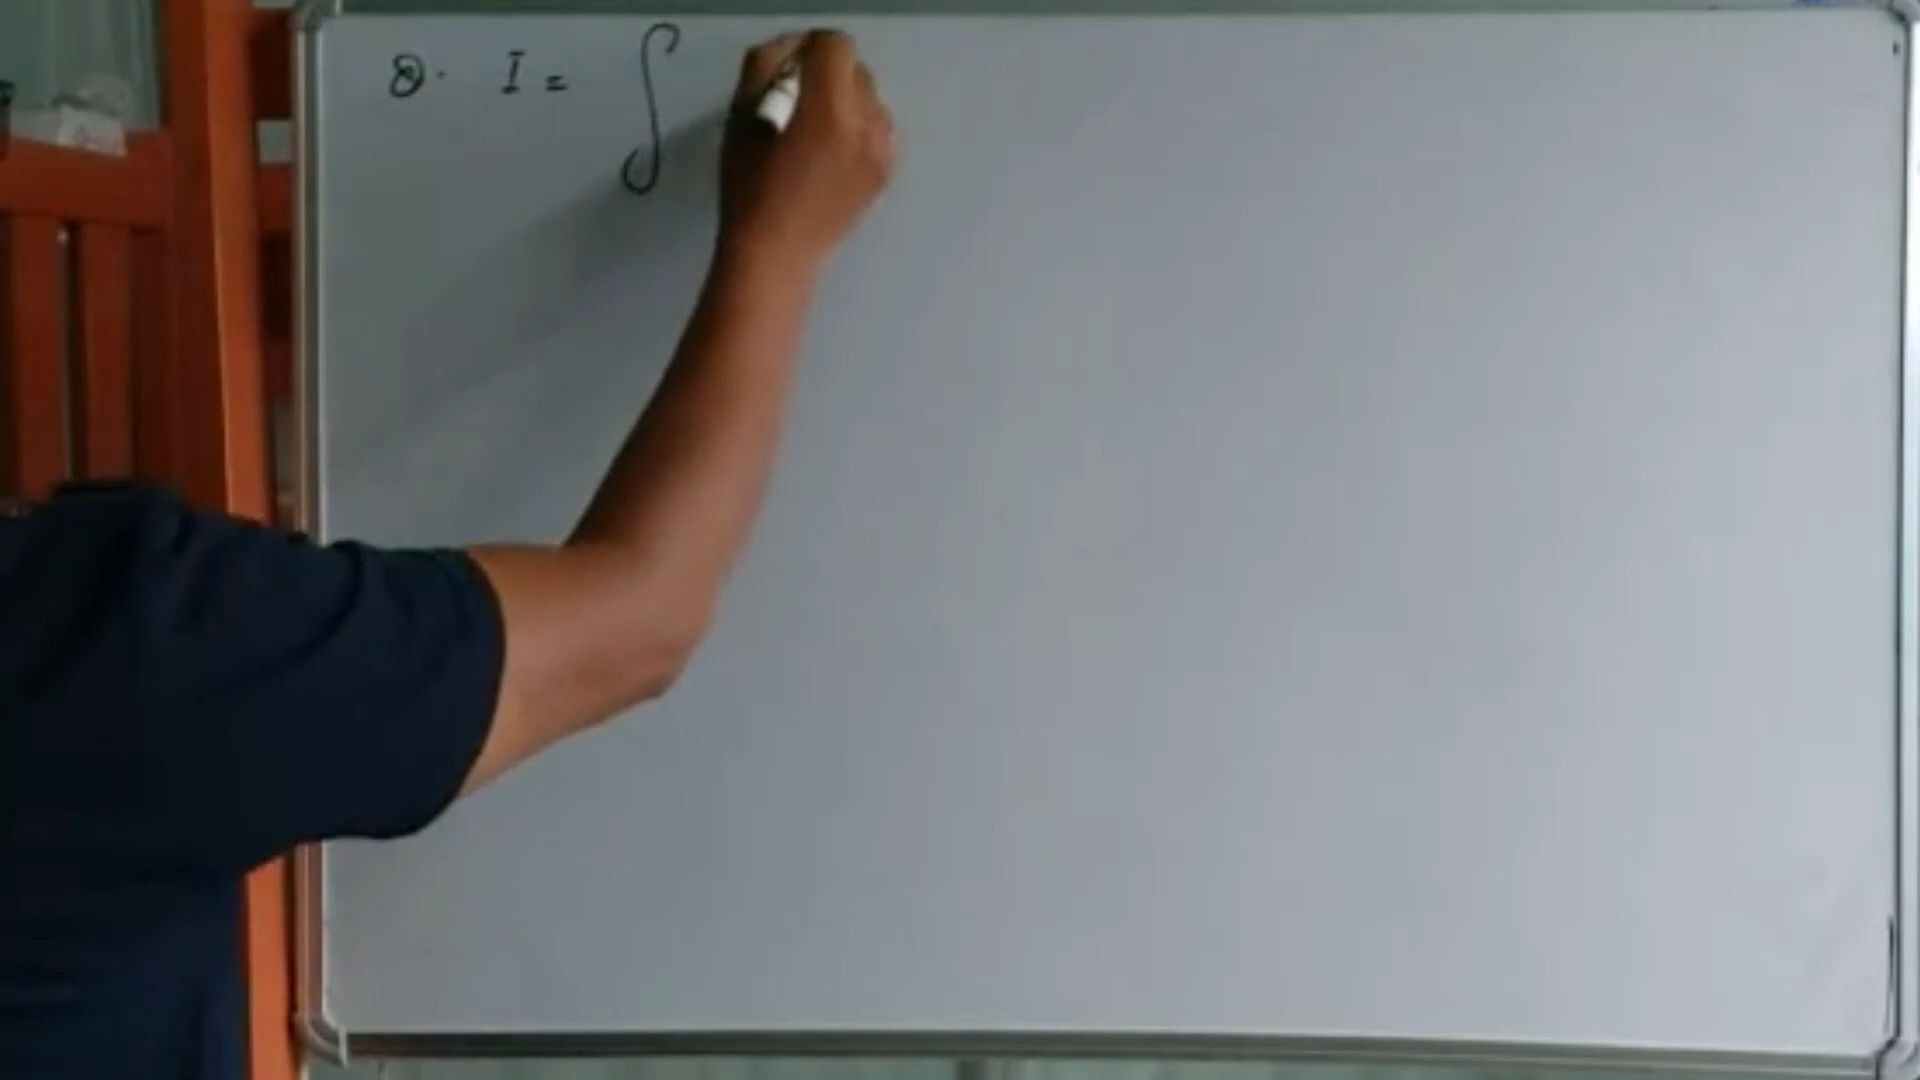 Q. I = ∫